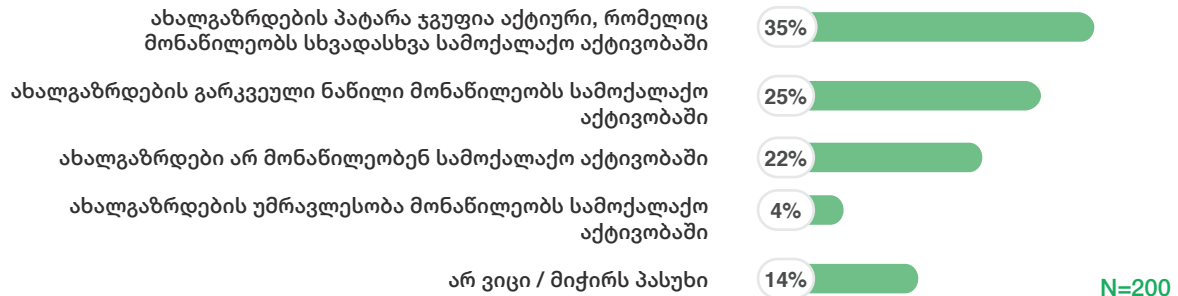 ახალგაზრდების პატარა ჯგუფია აქტიური, რომელიც
მონაწილეობს სხვადასხვა სამოქალაქო აქტივობაში
35%
ახალგაზრდების გარკვეული ნაწილი მონაწილეობს სამოქალაქო
აქტივობაში
25%
ახალგაზრდები არ მონაწილეობენ სამოქალაქო აქტივობაში
22%
ახალგაზრდების უმრავლესობა მონაწილეობს სამოქალაქო
აქტივობაში
4%
არ ვიცი / მიჭირს პასუხი
14%
N=200